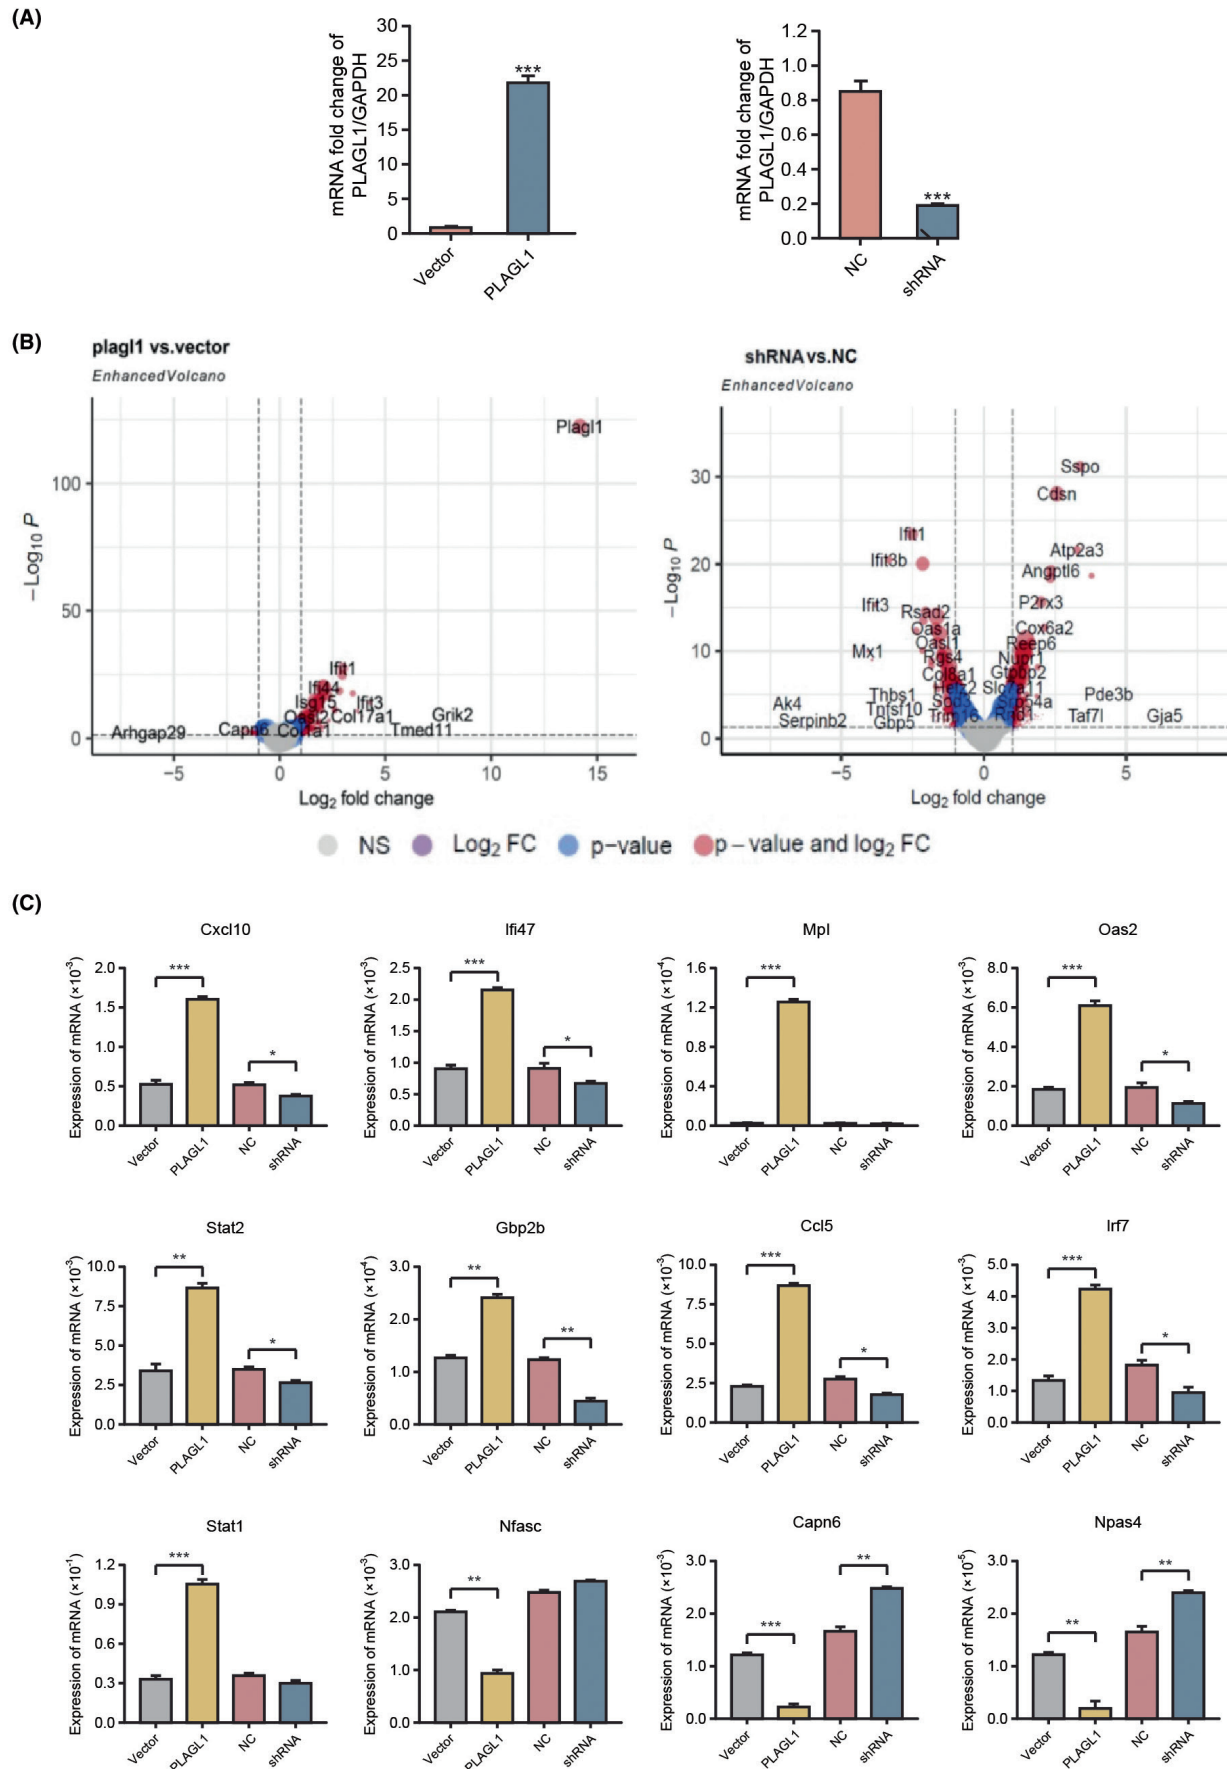 (A)
mRNA fold change of
PLAGL1/GAPDH
30
25
20
15
10
5
0
***
Vector
PLAGL1
mRNA fold change of
PLAGL1/GAPDH
1.2
1.0
0.8
0.6
0.4
0.2
0.0
***
NC
shRNA
(B)
plagl1 vs.vector
EnhancedVolcano
−Log10 P
100
50
0
Plagl1
Ifit1
Ifi44
Isg15
Ifit3
Oasl2
Col17a1
Grik2
Arhgap29
Capn6
Tmed11
−5
0
5
10
15
Log2 fold change
shRNA vs.NC
EnhancedVolcano
−Log10 P
30
20
10
0
Sspo
Cdsn
Ifit1
Ifit3b
Atp2a3
Angptl6
Ifit3
Rsad2
P2rx3
Oas1a
Cox6a2
Oasl1
Reep6
Mx1
Rgs4
Nupr1
Col8a1
Gtpbp2
Thbs1
Pde3b
Ak4
Tnfsf10
Serpinb2
Gbp5
Taf7l
Gja5
−5
0
5
Log2 fold change
NS
Log2 FC
p−value
p − value and log2 FC
(C)
Cxcl10
Expression of mRNA (×10-3)
2.0
1.5
1.0
0.5
0.0
***
*
Vector
PLAGL1
NC
shRNA
Ifi47
Expression of mRNA (×10-3)
2.5
2.0
1.5
1.0
0.5
0.0
***
*
Vector
PLAGL1
NC
shRNA
Mpl
Expression of mRNA (×10-4)
1.6
1.2
0.8
0.4
0.0
***
Vector
PLAGL1
NC
shRNA
Oas2
Expression of mRNA (×10-3)
8.0
6.0
4.0
2.0
0.0
***
*
Vector
PLAGL1
NC
shRNA
Stat2
Expression of mRNA (×10-3)
10.0
7.5
5.0
2.5
0.0
**
*
Vector
PLAGL1
NC
shRNA
Gbp2b
Expression of mRNA (×10-4)
3.0
2.0
1.0
0.0
**
**
Vector
PLAGL1
NC
shRNA
Ccl5
Expression of mRNA (×10-3)
10.0
7.5
5.0
2.5
0.0
***
*
Vector
PLAGL1
NC
shRNA
Irf7
Expression of mRNA (×10-3)
5.0
4.0
3.0
2.0
1.0
0.0
***
*
Vector
PLAGL1
NC
shRNA
Stat1
Expression of mRNA (×10-1)
1.2
0.9
0.6
0.3
0.0
***
Vector
PLAGL1
NC
shRNA
Nfasc
Expression of mRNA (×10-3)
3.0
2.0
1.0
0.0
**
Vector
PLAGL1
NC
shRNA
Capn6
Expression of mRNA (×10-3)
3.0
2.0
1.0
0.0
***
**
Vector
PLAGL1
NC
shRNA
Npas4
Expression of mRNA (×10-5)
3.0
2.0
1.0
0.0
**
**
Vector
PLAGL1
NC
shRNA